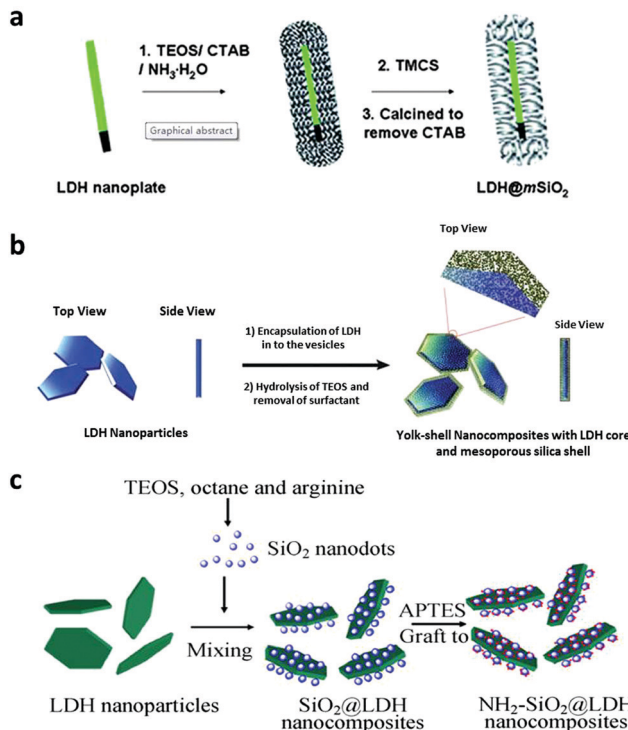 a
1. TEOS/ CTAB
/ NH₃·H₂O
Graphical abstract
2. TMCS
3. Calcined to
remove CTAB
LDH nanoplate
LDH@mSiO₂
b
Top View
Top View
Side View
1) Encapsulation of LDH
in to the vesicles
2) Hydrolysis of TEOS and
removal of surfactant
Side View
LDH Nanoparticles
Yolk-shell Nanocomposites with LDH core
and mesoporous silica shell
c
TEOS, octane and arginine
SiO₂ nanodots
Mixing
APTES
Graft to
LDH nanoparticles
SiO₂@LDH
nanocomposites
NH₂-SiO₂@LDH
nanocomposites